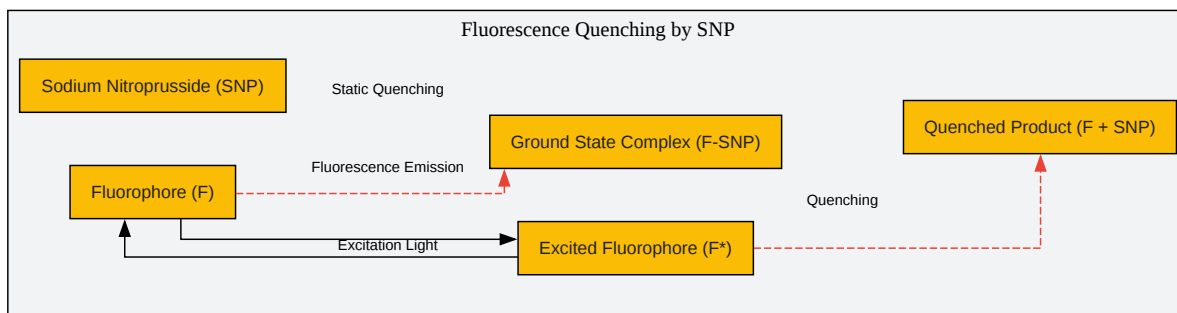 Fluorescence Quenching by SNP
Sodium Nitroprusside (SNP)
Static Quenching
Ground State Complex (F-SNP)
Quenched Product (F + SNP)
Fluorescence Emission
Fluorophore (F)
Quenching
Excitation Light
Excited Fluorophore (F*)